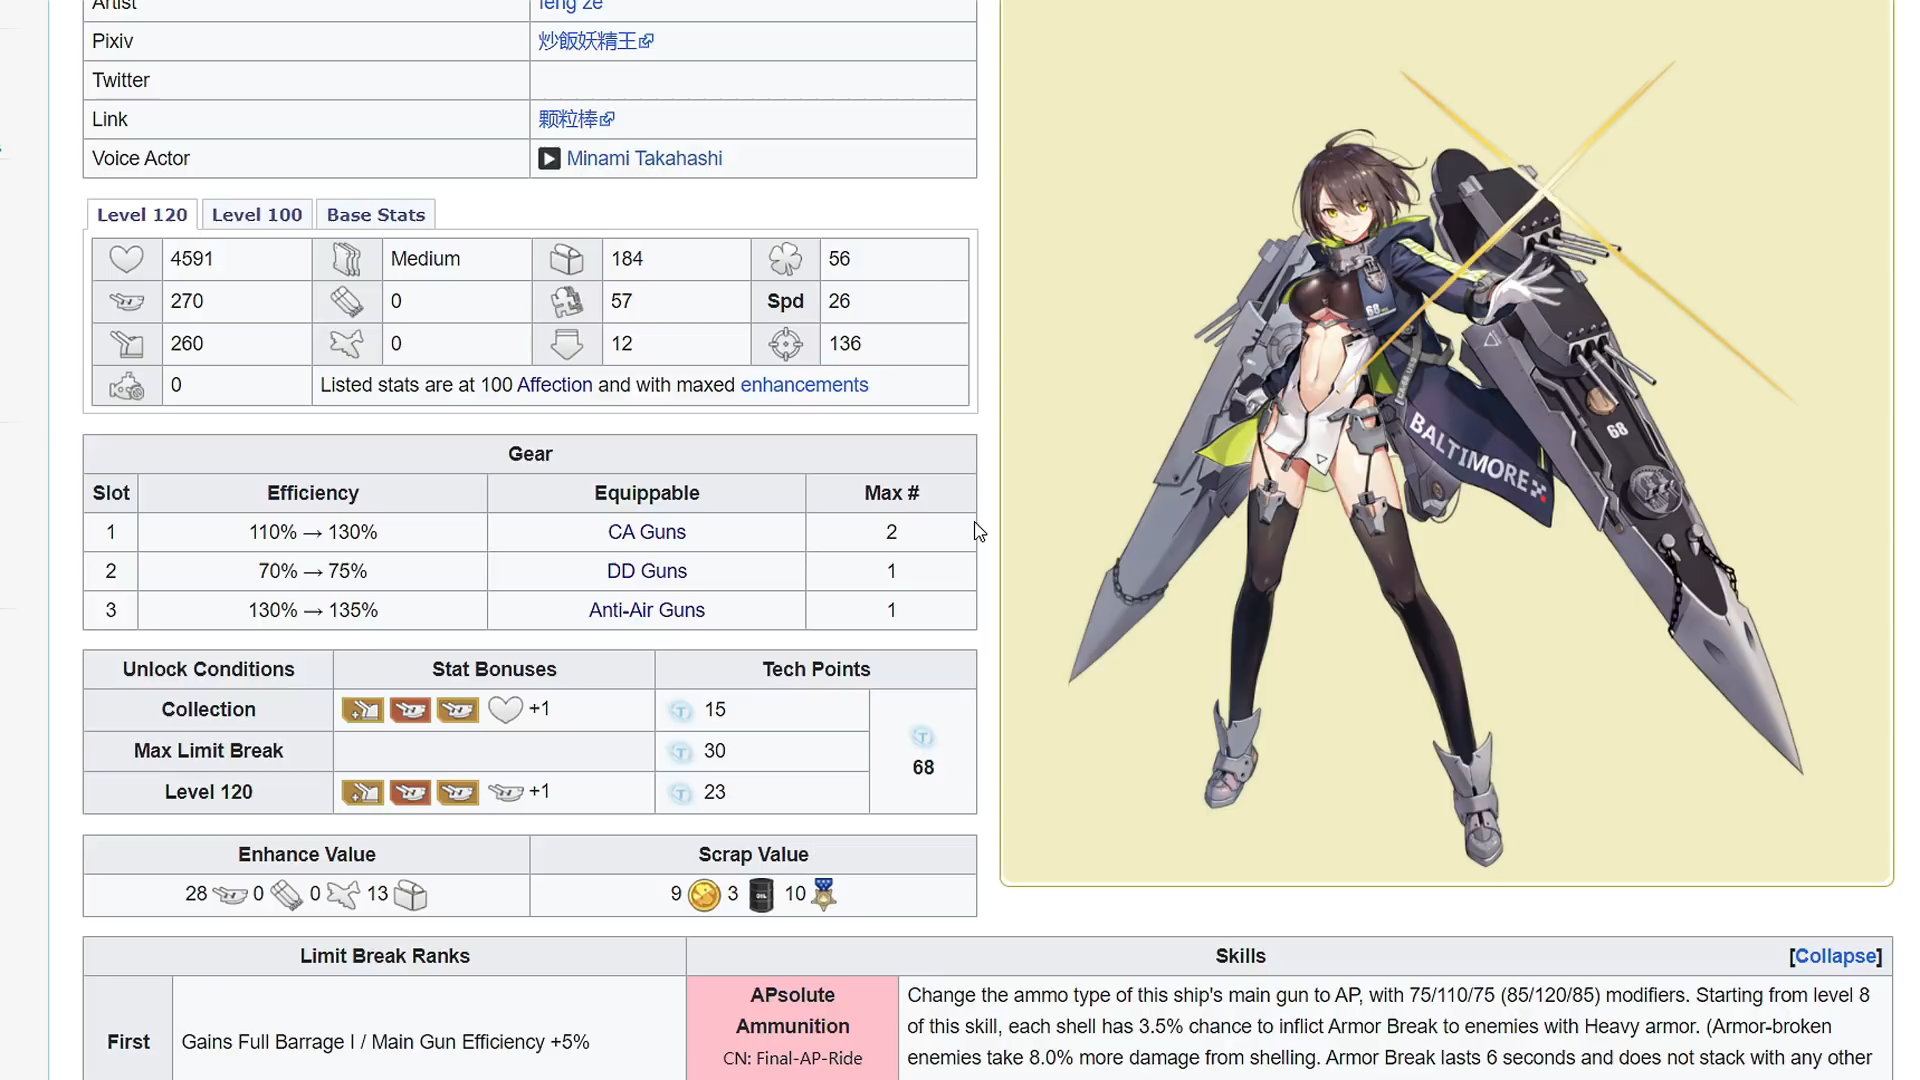 Artist feng ze
Pixiv 炒飯妖精王
Twitter
Link 颗粒棒
Voice Actor Minami Takahashi
Level 120 Level 100 Base Stats
4591 Medium 184 56
270 0 57 Spd 26
260 0 12 136
0 Listed stats are at 100 Affection and with maxed enhancements
Gear
Slot Efficiency Equippable Max #
1 110% → 130% CA Guns 2
2 70% → 75% DD Guns 1
3 130% → 135% Anti-Air Guns 1
Unlock Conditions Stat Bonuses Tech Points
Collection +1 15
Max Limit Break 30
68
Level 120 +1 23
Enhance Value Scrap Value
28 0 0 13 9 3 10
68
68
BALTIMORE
Limit Break Ranks Skills [Collapse]
First Gains Full Barrage I / Main Gun Efficiency +5%
APsolute
Ammunition
CN: Final-AP-Ride
Change the ammo type of this ship's main gun to AP, with 75/110/75 (85/120/85) modifiers. Starting from level 8
of this skill, each shell has 3.5% chance to inflict Armor Break to enemies with Heavy armor. (Armor-broken
enemies take 8.0% more damage from shelling. Armor Break lasts 6 seconds and does not stack with any other